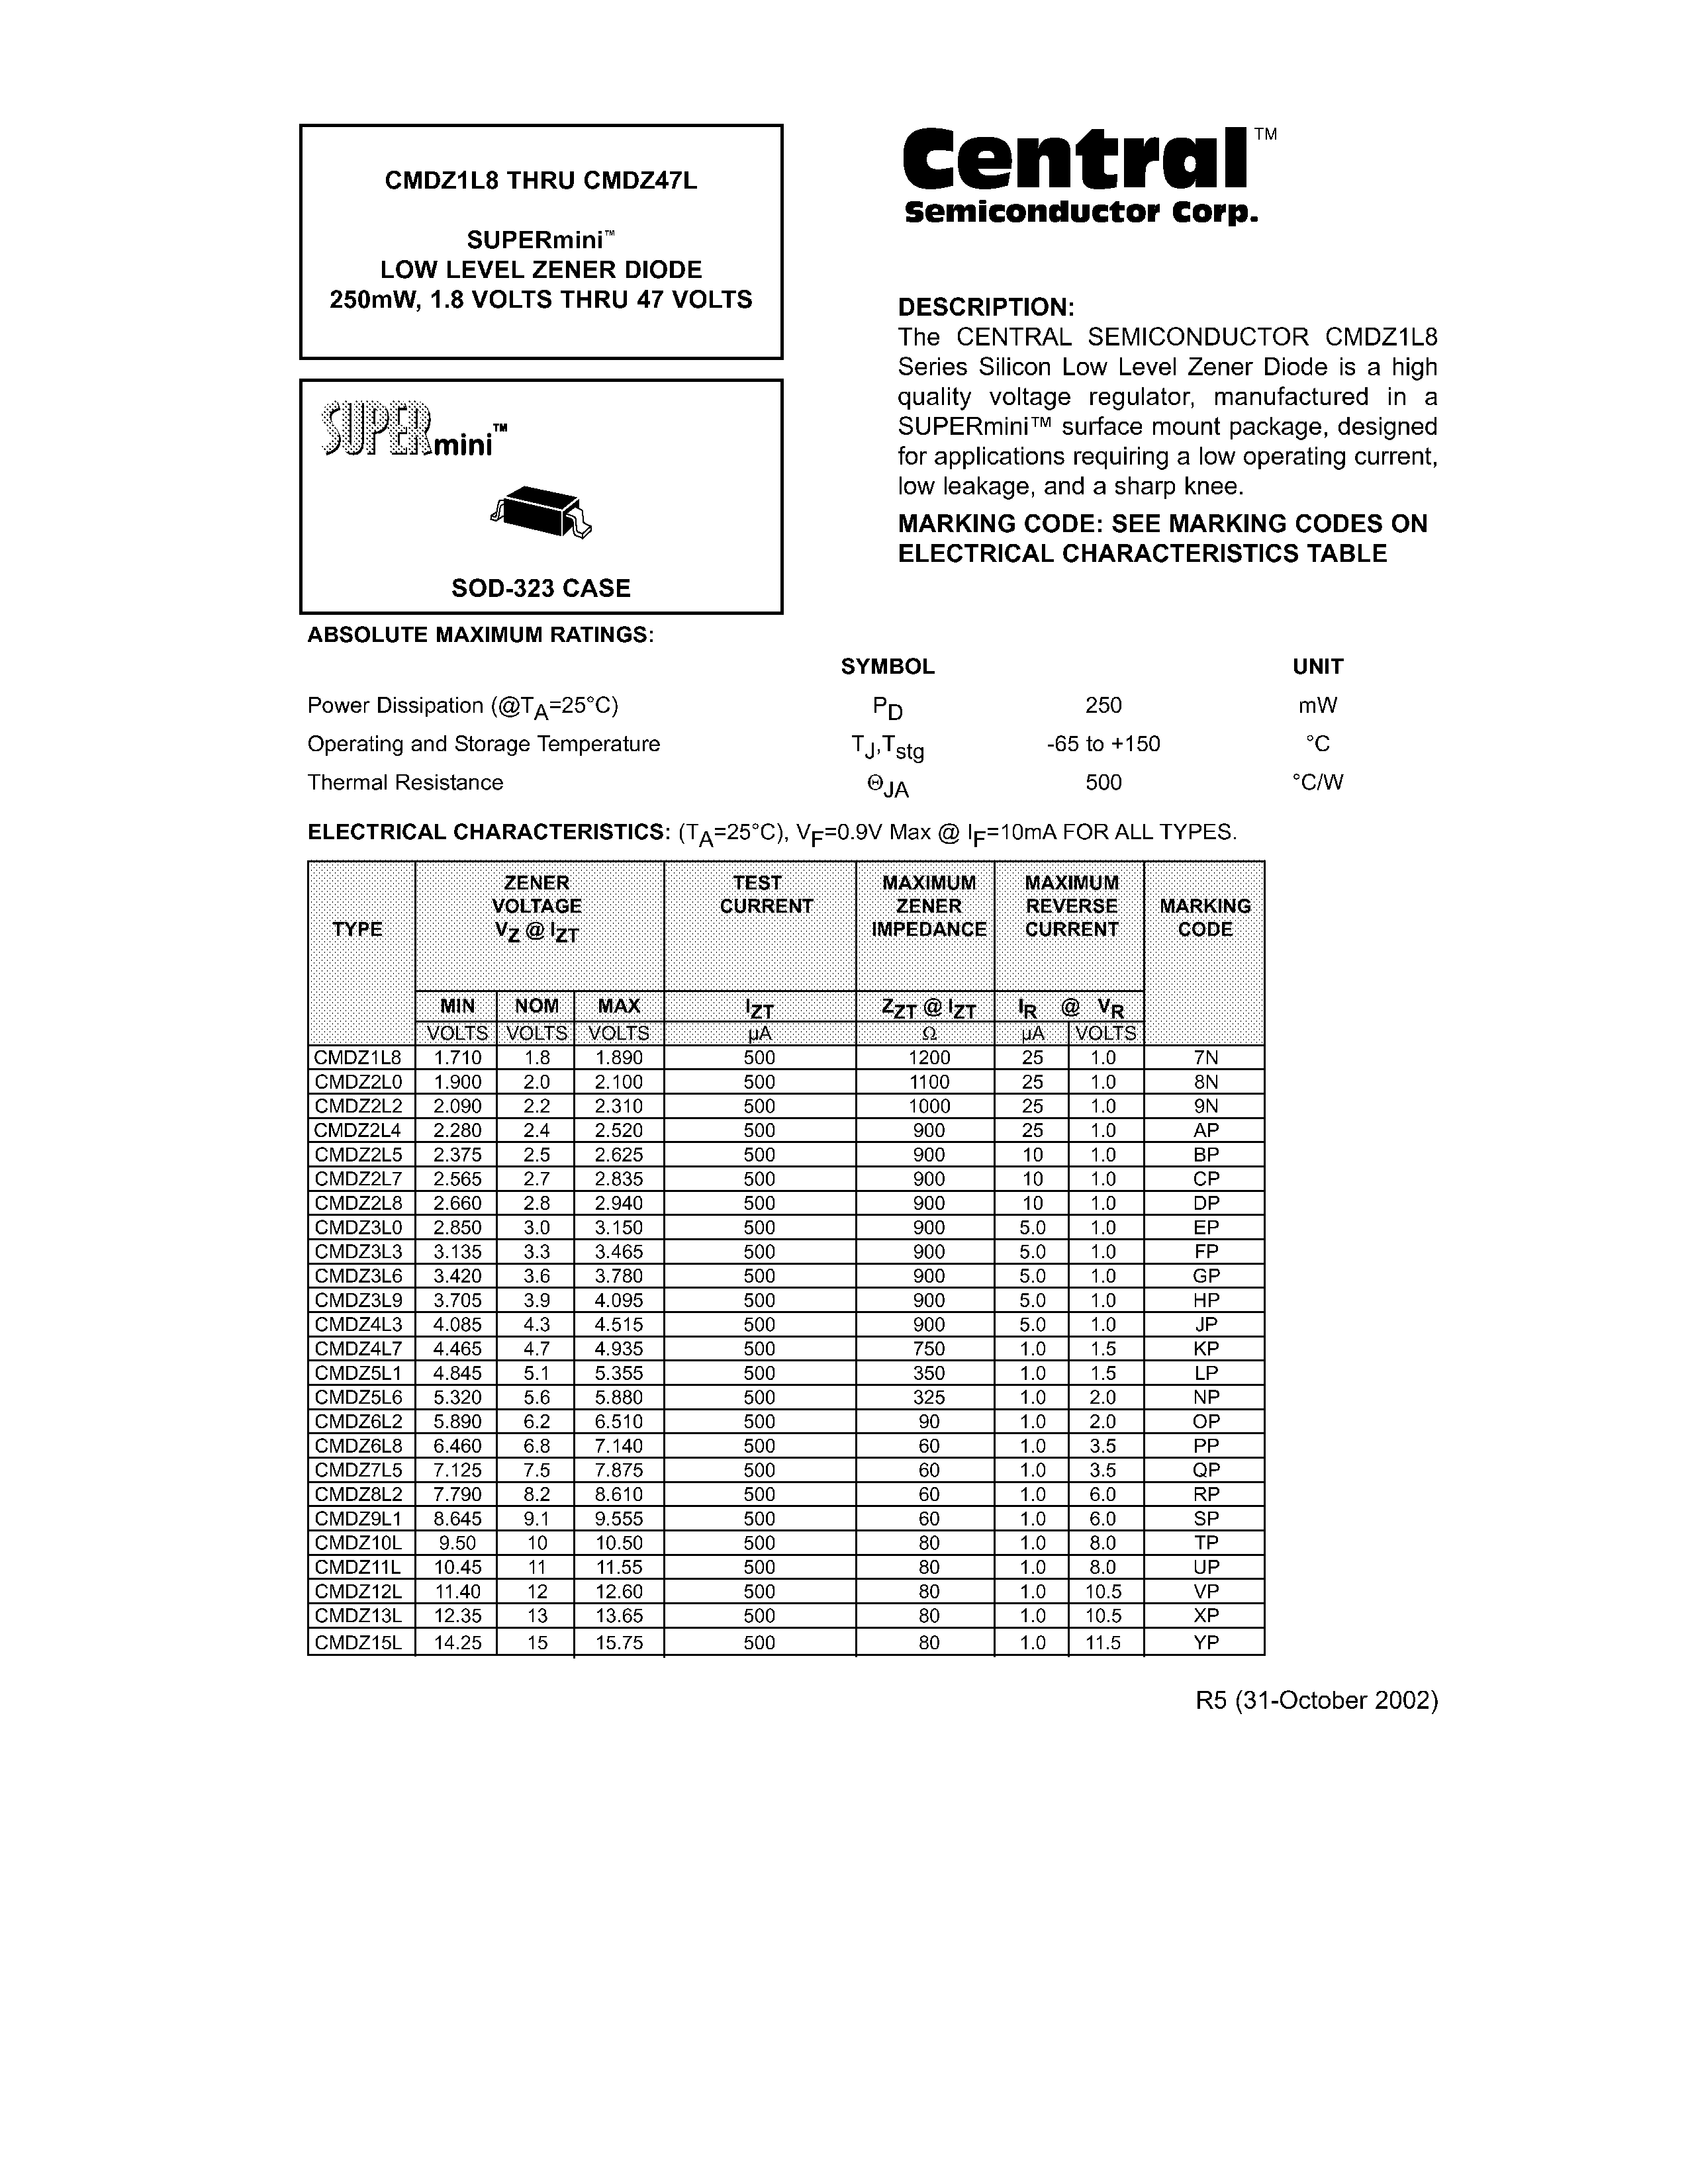 CMDZ1L8 THRU CMDZ47L
SUPERmini™
LOW LEVEL ZENER DIODE
250mW, 1.8 VOLTS THRU 47 VOLTS
SUPERmini™
SOD-323 CASE
Central™
Semiconductor Corp.
DESCRIPTION:
The CENTRAL SEMICONDUCTOR CMDZ1L8
Series Silicon Low Level Zener Diode is a high
quality voltage regulator, manufactured in a
SUPERmini™ surface mount package, designed
for applications requiring a low operating current,
low leakage, and a sharp knee.
MARKING CODE: SEE MARKING CODES ON
ELECTRICAL CHARACTERISTICS TABLE
ABSOLUTE MAXIMUM RATINGS:
SYMBOL UNIT
Power Dissipation (@TA=25°C) PD 250 mW
Operating and Storage Temperature TJ,Tstg -65 to +150 °C
Thermal Resistance ΘJA 500 °C/W
ELECTRICAL CHARACTERISTICS: (TA=25°C), VF=0.9V Max @ IF=10mA FOR ALL TYPES.
ZENER TEST MAXIMUM MAXIMUM
VOLTAGE CURRENT ZENER REVERSE MARKING
TYPE VZ @ IZT IMPEDANCE CURRENT CODE
MIN NOM MAX IZT ZZT @ IZT IR @ VR
VOLTS VOLTS VOLTS µA Ω µA VOLTS
CMDZ1L8 1.710 1.8 1.890 500 1200 25 1.0 7N
CMDZ2L0 1.900 2.0 2.100 500 1100 25 1.0 8N
CMDZ2L2 2.090 2.2 2.310 500 1000 25 1.0 9N
CMDZ2L4 2.280 2.4 2.520 500 900 25 1.0 AP
CMDZ2L5 2.375 2.5 2.625 500 900 10 1.0 BP
CMDZ2L7 2.565 2.7 2.835 500 900 10 1.0 CP
CMDZ2L8 2.660 2.8 2.940 500 900 10 1.0 DP
CMDZ3L0 2.850 3.0 3.150 500 900 5.0 1.0 EP
CMDZ3L3 3.135 3.3 3.465 500 900 5.0 1.0 FP
CMDZ3L6 3.420 3.6 3.780 500 900 5.0 1.0 GP
CMDZ3L9 3.705 3.9 4.095 500 900 5.0 1.0 HP
CMDZ4L3 4.085 4.3 4.515 500 900 5.0 1.0 JP
CMDZ4L7 4.465 4.7 4.935 500 750 1.0 1.5 KP
CMDZ5L1 4.845 5.1 5.355 500 350 1.0 1.5 LP
CMDZ5L6 5.320 5.6 5.880 500 325 1.0 2.0 NP
CMDZ6L2 5.890 6.2 6.510 500 90 1.0 2.0 OP
CMDZ6L8 6.460 6.8 7.140 500 60 1.0 3.5 PP
CMDZ7L5 7.125 7.5 7.875 500 60 1.0 3.5 QP
CMDZ8L2 7.790 8.2 8.610 500 60 1.0 6.0 RP
CMDZ9L1 8.645 9.1 9.555 500 60 1.0 6.0 SP
CMDZ10L 9.50 10 10.50 500 80 1.0 8.0 TP
CMDZ11L 10.45 11 11.55 500 80 1.0 8.0 UP
CMDZ12L 11.40 12 12.60 500 80 1.0 10.5 VP
CMDZ13L 12.35 13 13.65 500 80 1.0 10.5 XP
CMDZ15L 14.25 15 15.75 500 80 1.0 11.5 YP
R5 (31-October 2002)